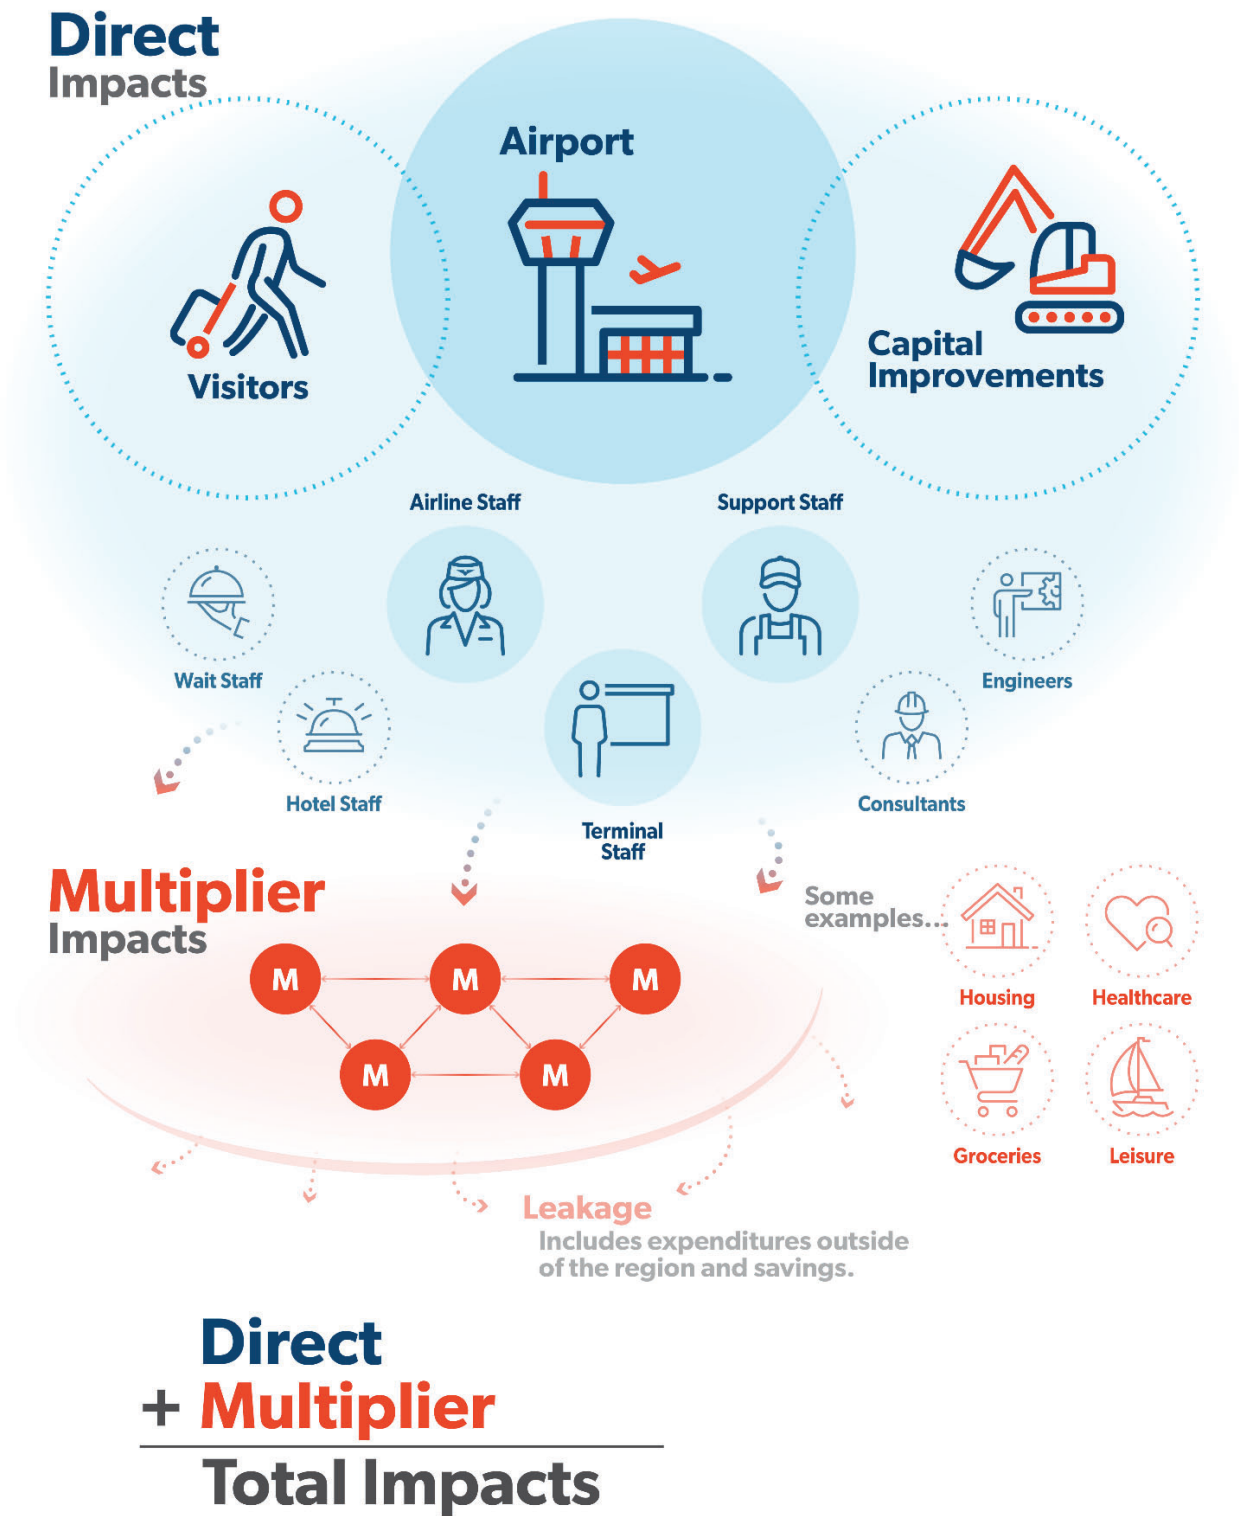 Direct
Impacts
Airport
Visitors
Capital
Improvements
Airline Staff
Support Staff
Wait Staff
Engineers
Hotel Staff
Consultants
Terminal
Staff
Multiplier
Impacts
Some
examples...
M
M
M
M
M
Housing
Healthcare
Groceries
Leisure
Leakage
Includes expenditures outside
of the region and savings.
Direct
+ Multiplier
Total Impacts